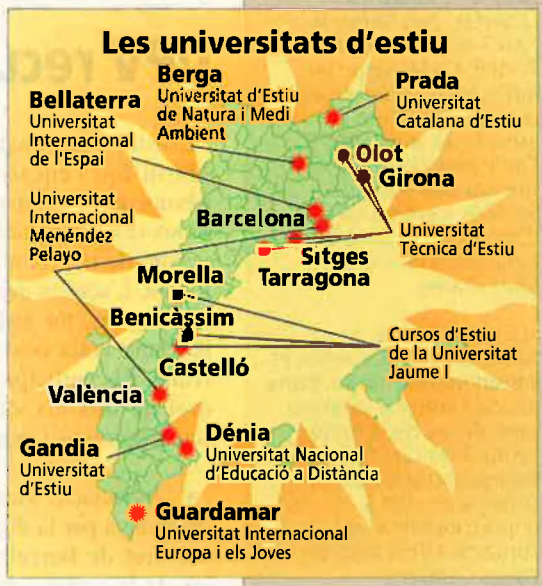 Les universitats d'estiu
Berga
Universitat d'Estiu
de Natura i Medi
Ambient
Prada
Universitat
Catalana d'Estiu
Bellaterra
Universitat
Internacional
de l'Espai
Olot
Girona
Universitat
Internacional
Menéndez
Pelayo
Barcelona
Universitat
Tècnica d'Estiu
Sitges
Tarragona
Morella
Benicàssim
Castelló
Cursos d'Estiu
de la Universitat
Jaume I
València
Gandia
Universitat
d'Estiu
Dénia
Universitat Nacional
d'Educació a Distància
Guardamar
Universitat Internacional
Europa i els Joves